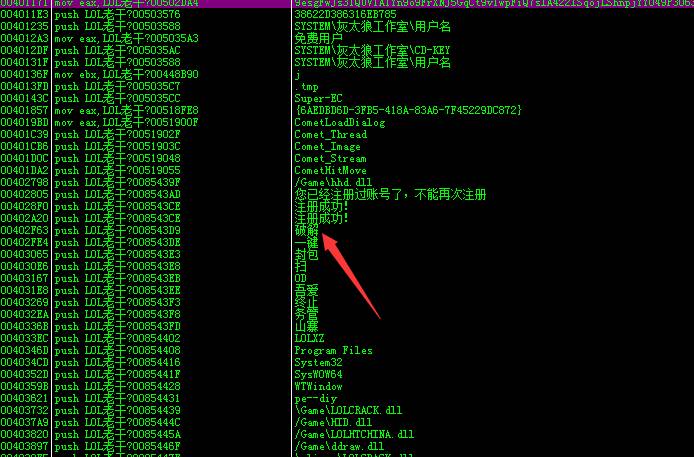 004011E3 push LOL老干?00503576 38622D386316EB785
00401235 push LOL老干?00503588 SYSTEM\灰太狼工作室\用户名
004012A3 mov eax,LOL老干?005035A3 免费用户
004012DF push LOL老干?005035AC SYSTEM\灰太狼工作室\CD-KEY
0040131F push LOL老干?00503588 SYSTEM\灰太狼工作室\用户名
0040136F mov ebx,LOL老干?00448B90 j
004013FD push LOL老干?005035C7 .tmp
0040143C push LOL老干?005035CC Super-EC
00401857 mov eax,LOL老干?00518FE8 {6AEDBD6D-3FB5-418A-83A6-7F45229DC872}
004019BD mov eax,LOL老干?0051900F CometLoadDialog
00401C39 push LOL老干?0051902F Comet_Thread
00401CB6 push LOL老干?0051903C Comet_Image
00401D0C push LOL老干?00519048 Comet_Stream
00401DA2 push LOL老干?00519055 CometHitMove
00402798 push LOL老干?0085439F /Game\hhd.dll
00402805 push LOL老干?008543AD 您已经注册过账号了，不能再次注册
004028F0 push LOL老干?008543CE 注册成功!
00402A20 push LOL老干?008543CE 注册成功!
00402F63 push LOL老干?008543D9 破解
00402FE4 push LOL老干?008543DE 一键
00403065 push LOL老干?008543E3 封包
004030E6 push LOL老干?008543E8 扫
00403167 push LOL老干?008543EB OD
004031E8 push LOL老干?008543EE 吾爱
00403269 push LOL老干?008543F3 终止
004032EA push LOL老干?008543F8 务管
0040336B push LOL老干?008543FD 山寨
004033EC push LOL老干?00854402 LOLXZ
0040346D push LOL老干?00854408 Program Files
004034CD push LOL老干?00854416 System32
0040352D push LOL老干?0085441F SysWOW64
0040359B push LOL老干?00854428 WTWindow
00403621 push LOL老干?00854431 pe--diy
00403732 push LOL老干?00854439 \Game\LOLCRACK.dll
004037A9 push LOL老干?0085444C /Game\HID.dll
00403820 push LOL老干?0085445A /Game\LOLHTCHINA.dll
00403897 push LOL老干?0085446F /Game\ddraw.dll